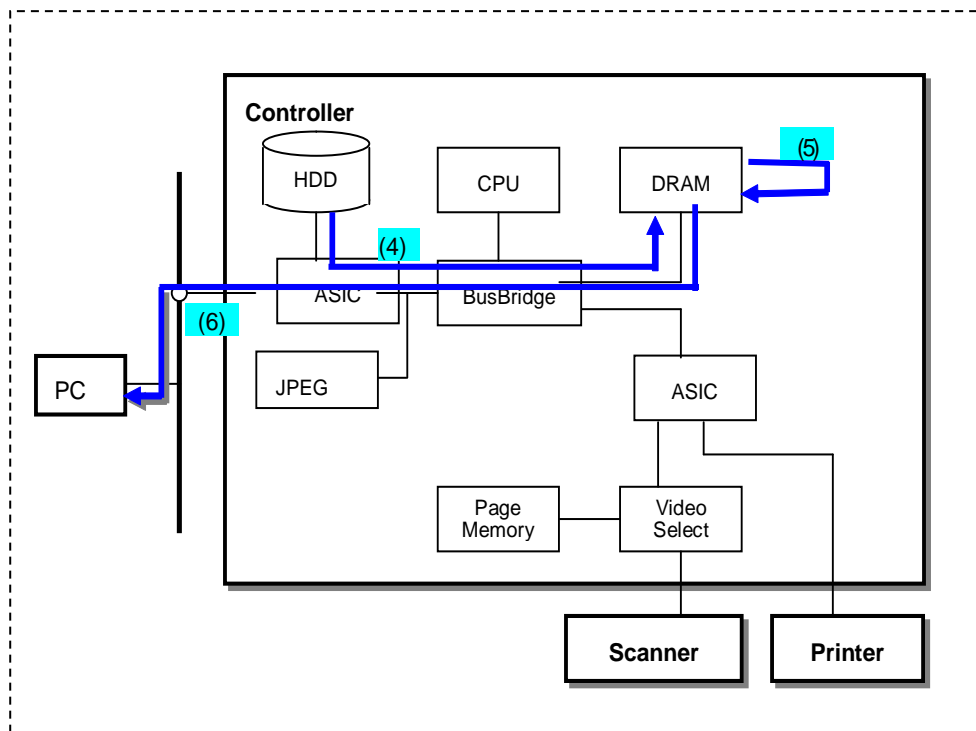 Controller
(5)
HDD
CPU
DRAM
(4)
ASIC
BusBridge
(6)
PC
JPEG
ASIC
Page
Memory
Video
Select
Scanner
Printer